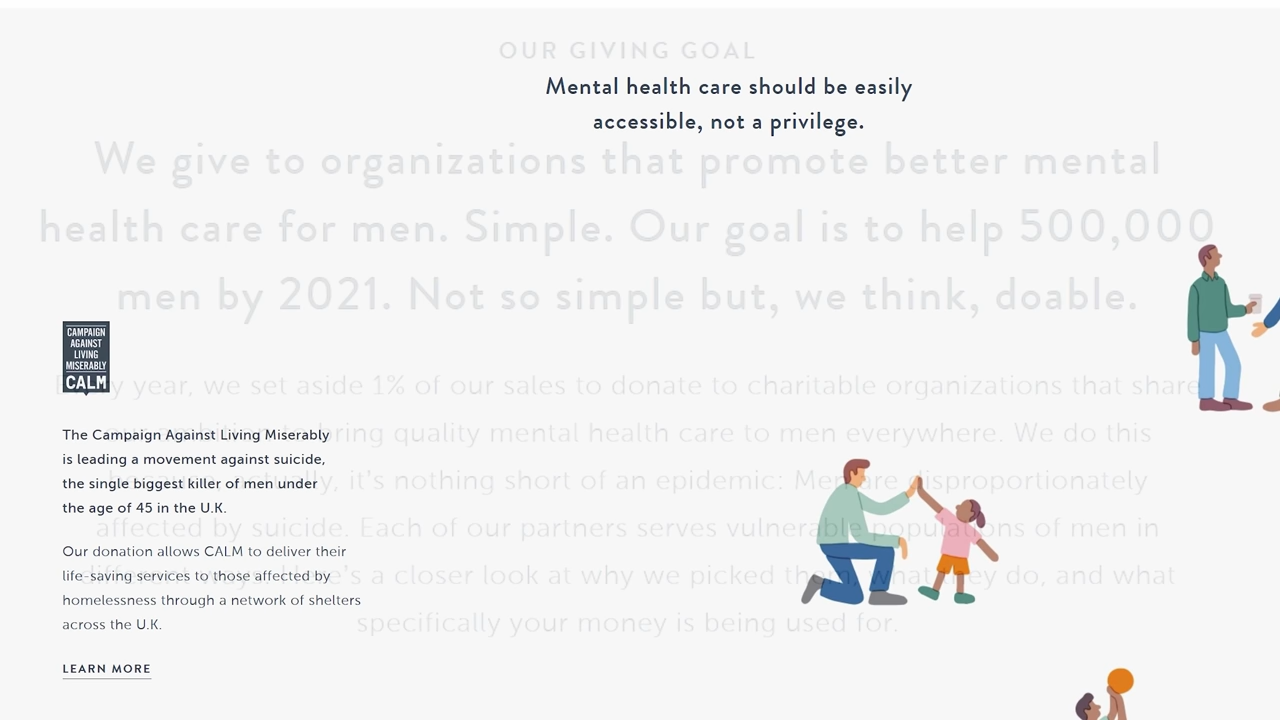 OUR GIVING GOAL
Mental health care should be easily
accessible, not a privilege.
We give to organizations that promote better mental
health care for men. Simple. Our goal is to help 500,000
men by 2021. Not so simple but, we think, doable.
CAMPAIGN
AGAINST
LIVING
MISERABLY
CALM
year, we set aside 1% of our sales to donate to charitable organizations that share
bring quality mental health care to men everywhere. We do this
it's nothing short of an epidemic: Men are disproportionately
affected by suicide. Each of our partners serves vulnerable populations of men in
a closer look at why we picked them, what they do, and what
specifically your money is being used for.
The Campaign Against Living Miserably
is leading a movement against suicide,
the single biggest killer of men under
the age of 45 in the U.K.
Our donation allows CALM to deliver their
life-saving services to those affected by
homelessness through a network of shelters
across the U.K.
LEARN MORE